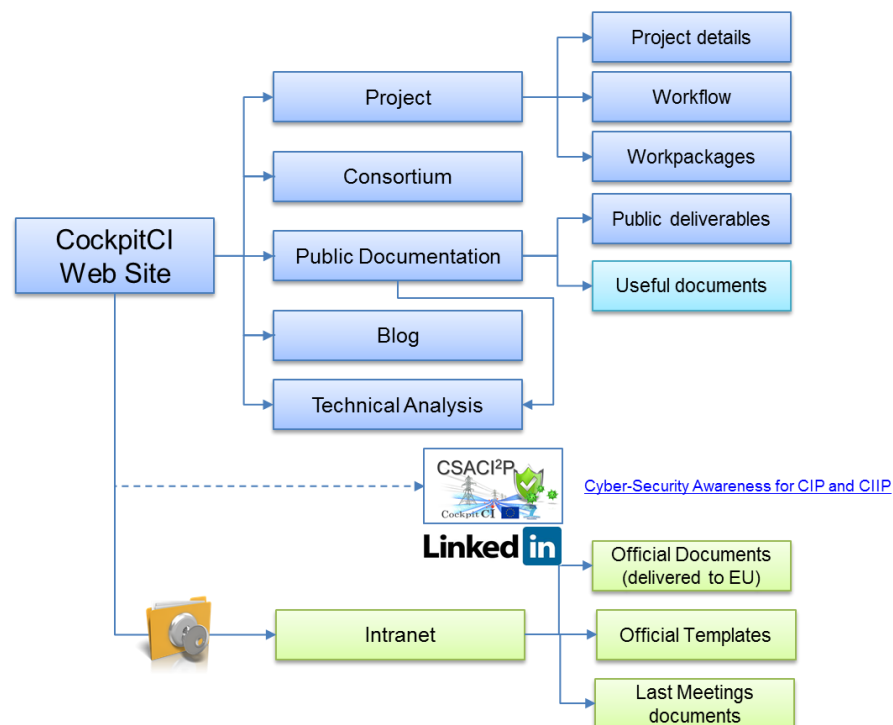 Project details
Project
Workflow
Workpackages
Consortium
CockpitCI
Web Site
Public Documentation
Public deliverables
Useful documents
Blog
Technical Analysis
CSACI²P
Cockpit CI
Cyber-Security Awareness for CIP and CIIP
Linked in
Official Documents
(delivered to EU)
Intranet
Official Templates
Last Meetings
documents